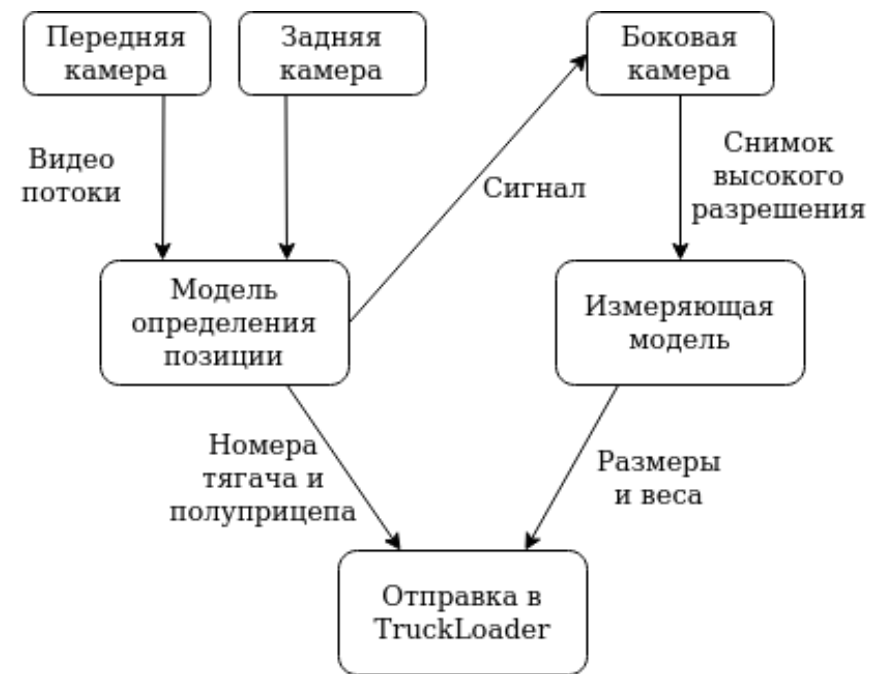 Передняя
камера
Задняя
камера
Боковая
камера
Видео
потоки
Сигнал
Снимок
высокого
разрешения
Модель
определения
позиции
Измеряющая
модель
Номера
тягача и
полуприцепа
Размеры
и веса
Отправка в
TruckLoader